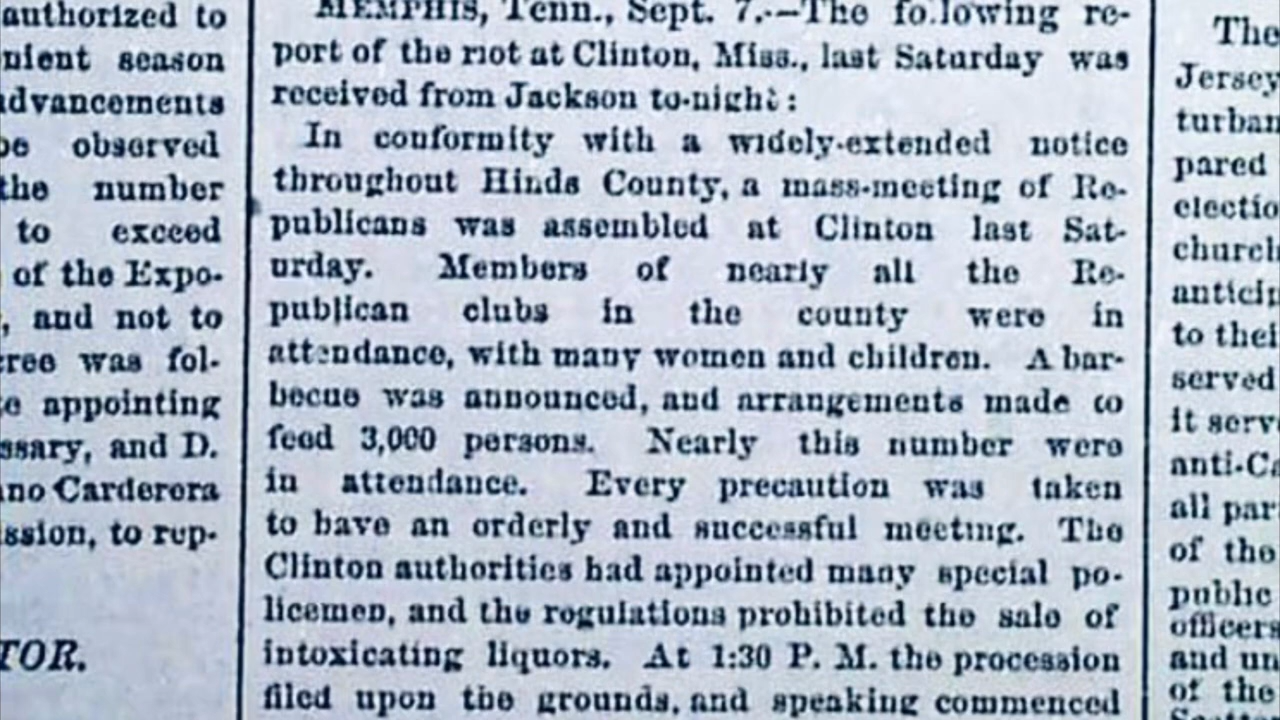 authorized to
nient season
advancements
be observed
the number
to exceed
of the Expo-
, and not to
cree was fol-
e appointing
ssary, and D.
no Carderera
ssion, to rep-
TOR.
MEMPHIS, Tenn., Sept. 7.--The following re-
port of the riot at Clinton, Miss., last Saturday was
received from Jackson to-night:
In conformity with a widely-extended notice
throughout Hinds County, a mass-meeting of Re-
publicans was assembled at Clinton last Sat-
urday. Members of nearly all the Re-
publican clubs in the county were in
attendance, with many women and children. A bar-
becue was announced, and arrangements made to
feed 3,000 persons. Nearly this number were
in attendance. Every precaution was taken
to have an orderly and successful meeting. The
Clinton authorities had appointed many special po-
licemen, and the regulations prohibited the sale of
intoxicating liquors. At 1:30 P. M. the procession
filed upon the grounds, and speaking commenced
The
Jersey
turban
pared
electio
church
anticip
to thei
served
it serv
anti-Ca
all par
of the
public
officers
and un
of the